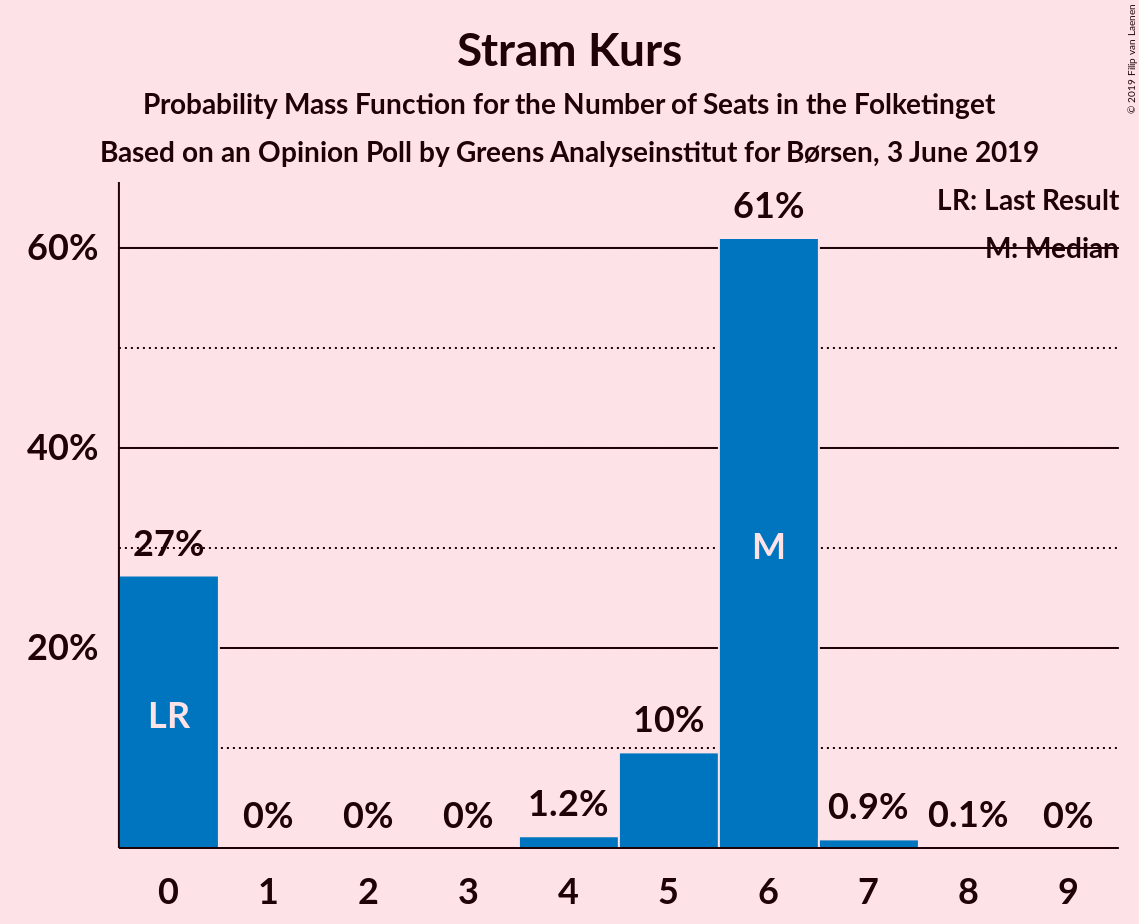 Stram Kurs
Probability Mass Function for the Number of Seats in the Folketinget
Based on an Opinion Poll by Greens Analyseinstitut for Børsen, 3 June 2019
© 2019 Filip van Laenen
LR: Last Result
M: Median
60%
40%
20%
27%
0%
0%
0%
1.2%
10%
61%
0.9%
0.1%
0%
LR
M
0 1 2 3 4 5 6 7 8 9